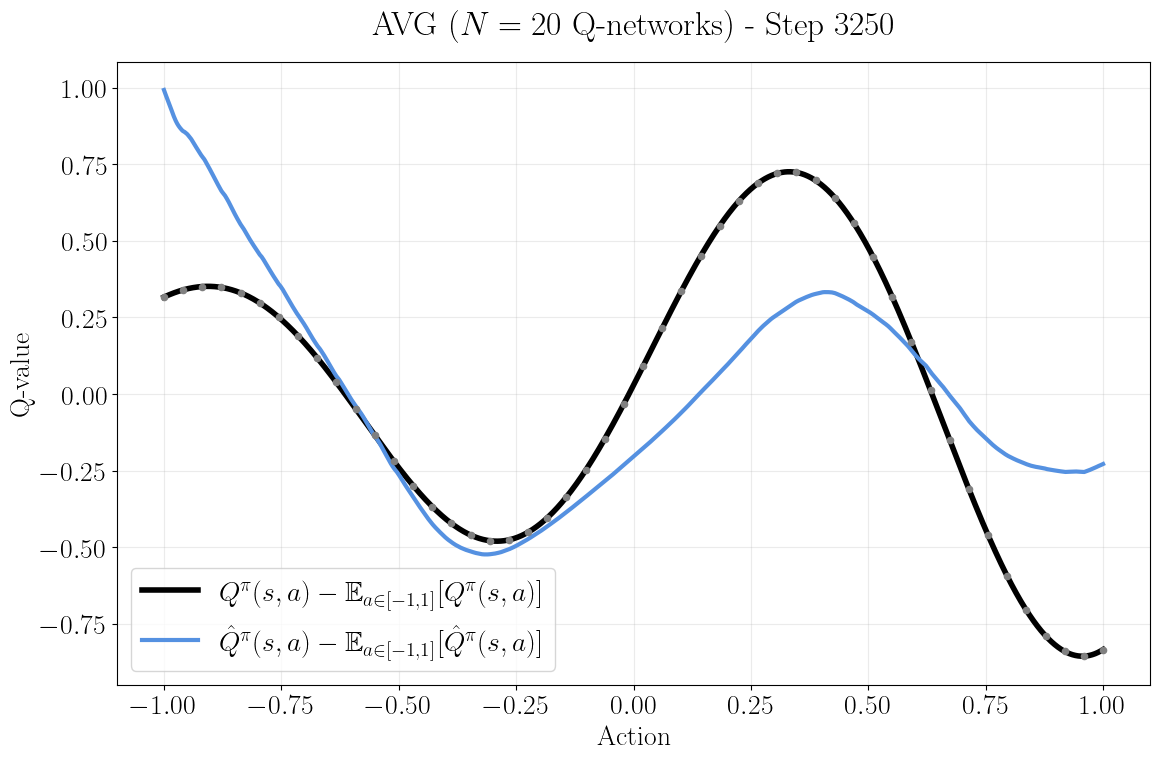 AVG (N = 20 Q-networks) - Step 3250
1.00
0.75
0.50
0.25
0.00
−0.25
−0.50
−0.75
Q-value
Q^π(s, a) − 𝔼_{a∈[−1,1]}[Q^π(s, a)]
Q̂^π(s, a) − 𝔼_{a∈[−1,1]}[Q̂^π(s, a)]
−1.00 −0.75 −0.50 −0.25 0.00 0.25 0.50 0.75 1.00
Action